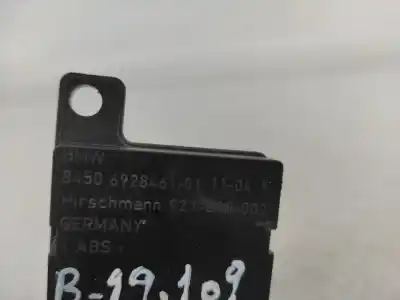 BMW
8450 6928461-01 11-04
Hirschmann
GERMANY
ABS
B-99.109